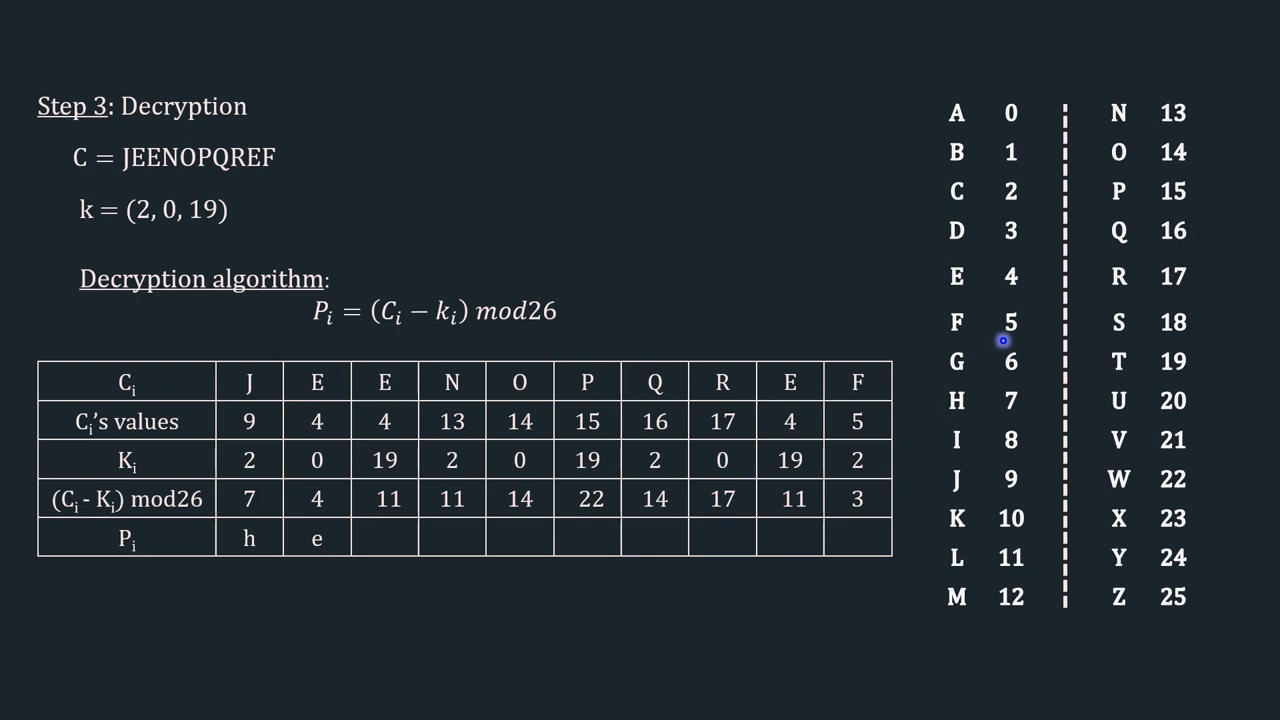 Step 3: Decryption
C = JEENOPQREF
k = (2, 0, 19)
Decryption algorithm:
Pᵢ = (Cᵢ − kᵢ) mod26
Cᵢ J E E N O P Q R E F
Cᵢ’s values 9 4 4 13 14 15 16 17 4 5
Kᵢ 2 0 19 2 0 19 2 0 19 2
(Cᵢ - Kᵢ) mod26 7 4 11 11 14 22 14 17 11 3
Pᵢ h e
A 0 N 13
B 1 O 14
C 2 P 15
D 3 Q 16
E 4 R 17
F 5 S 18
G 6 T 19
H 7 U 20
I 8 V 21
J 9 W 22
K 10 X 23
L 11 Y 24
M 12 Z 25